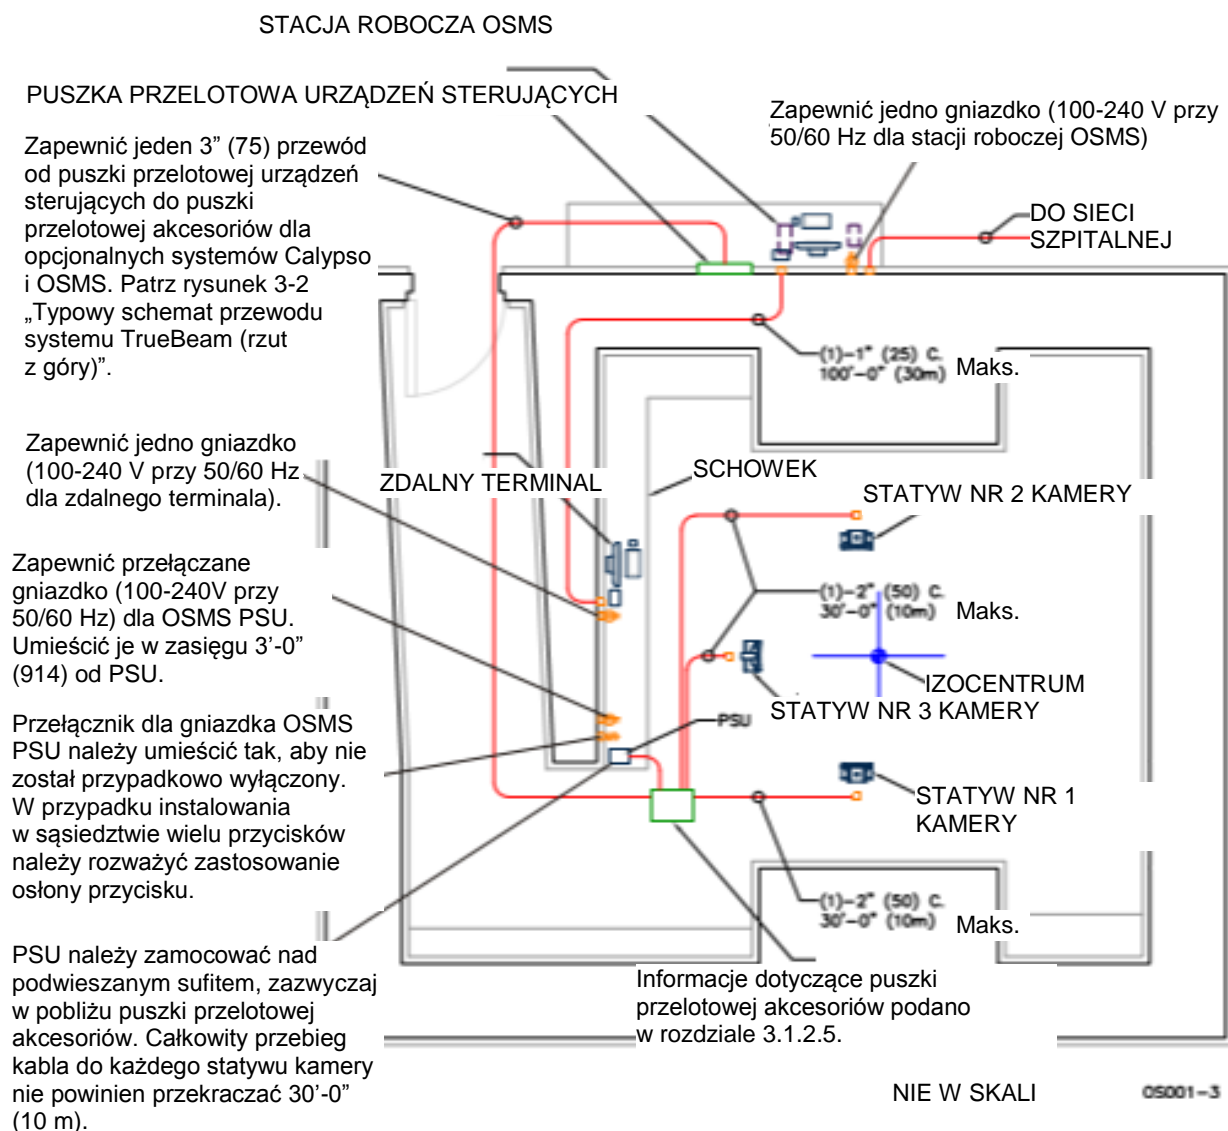 STACJA ROBOCZA OSMS
PUSZKA PRZELOTOWA URZĄDZEŃ STERUJĄCYCH
Zapewnić jedno gniazdko (100-240 V przy
50/60 Hz dla stacji roboczej OSMS)
Zapewnić jeden 3” (75) przewód
od puszki przelotowej urządzeń
sterujących do puszki
przelotowej akcesoriów dla
opcjonalnych systemów Calypso
i OSMS. Patrz rysunek 3-2
„Typowy schemat przewodu
systemu TrueBeam (rzut
z góry)”.
DO SIECI
SZPITALNEJ
(1)-1" (25) C.
100'-0" (30m) Maks.
Zapewnić jedno gniazdko
(100-240 V przy 50/60 Hz
dla zdalnego terminala).
ZDALNY TERMINAL
SCHOWEK
STATYW NR 2 KAMERY
Zapewnić przełączane
gniazdko (100-240V przy
50/60 Hz) dla OSMS PSU.
Umieścić je w zasięgu 3’-0”
(914) od PSU.
(1)-2" (50) C.
30'-0" (10m) Maks.
IZOCENTRUM
STATYW NR 3 KAMERY
PSU
Przełącznik dla gniazdka OSMS
PSU należy umieścić tak, aby nie
został przypadkowo wyłączony.
W przypadku instalowania
w sąsiedztwie wielu przycisków
należy rozważyć zastosowanie
osłony przycisku.
STATYW NR 1
KAMERY
(1)-2" (50) C.
30'-0" (10m) Maks.
PSU należy zamocować nad
podwieszanym sufitem, zazwyczaj
w pobliżu puszki przelotowej
akcesoriów. Całkowity przebieg
kabla do każdego statywu kamery
nie powinien przekraczać 30’-0”
(10 m).
Informacje dotyczące puszki
przelotowej akcesoriów podano
w rozdziale 3.1.2.5.
NIE W SKALI
OS001-3